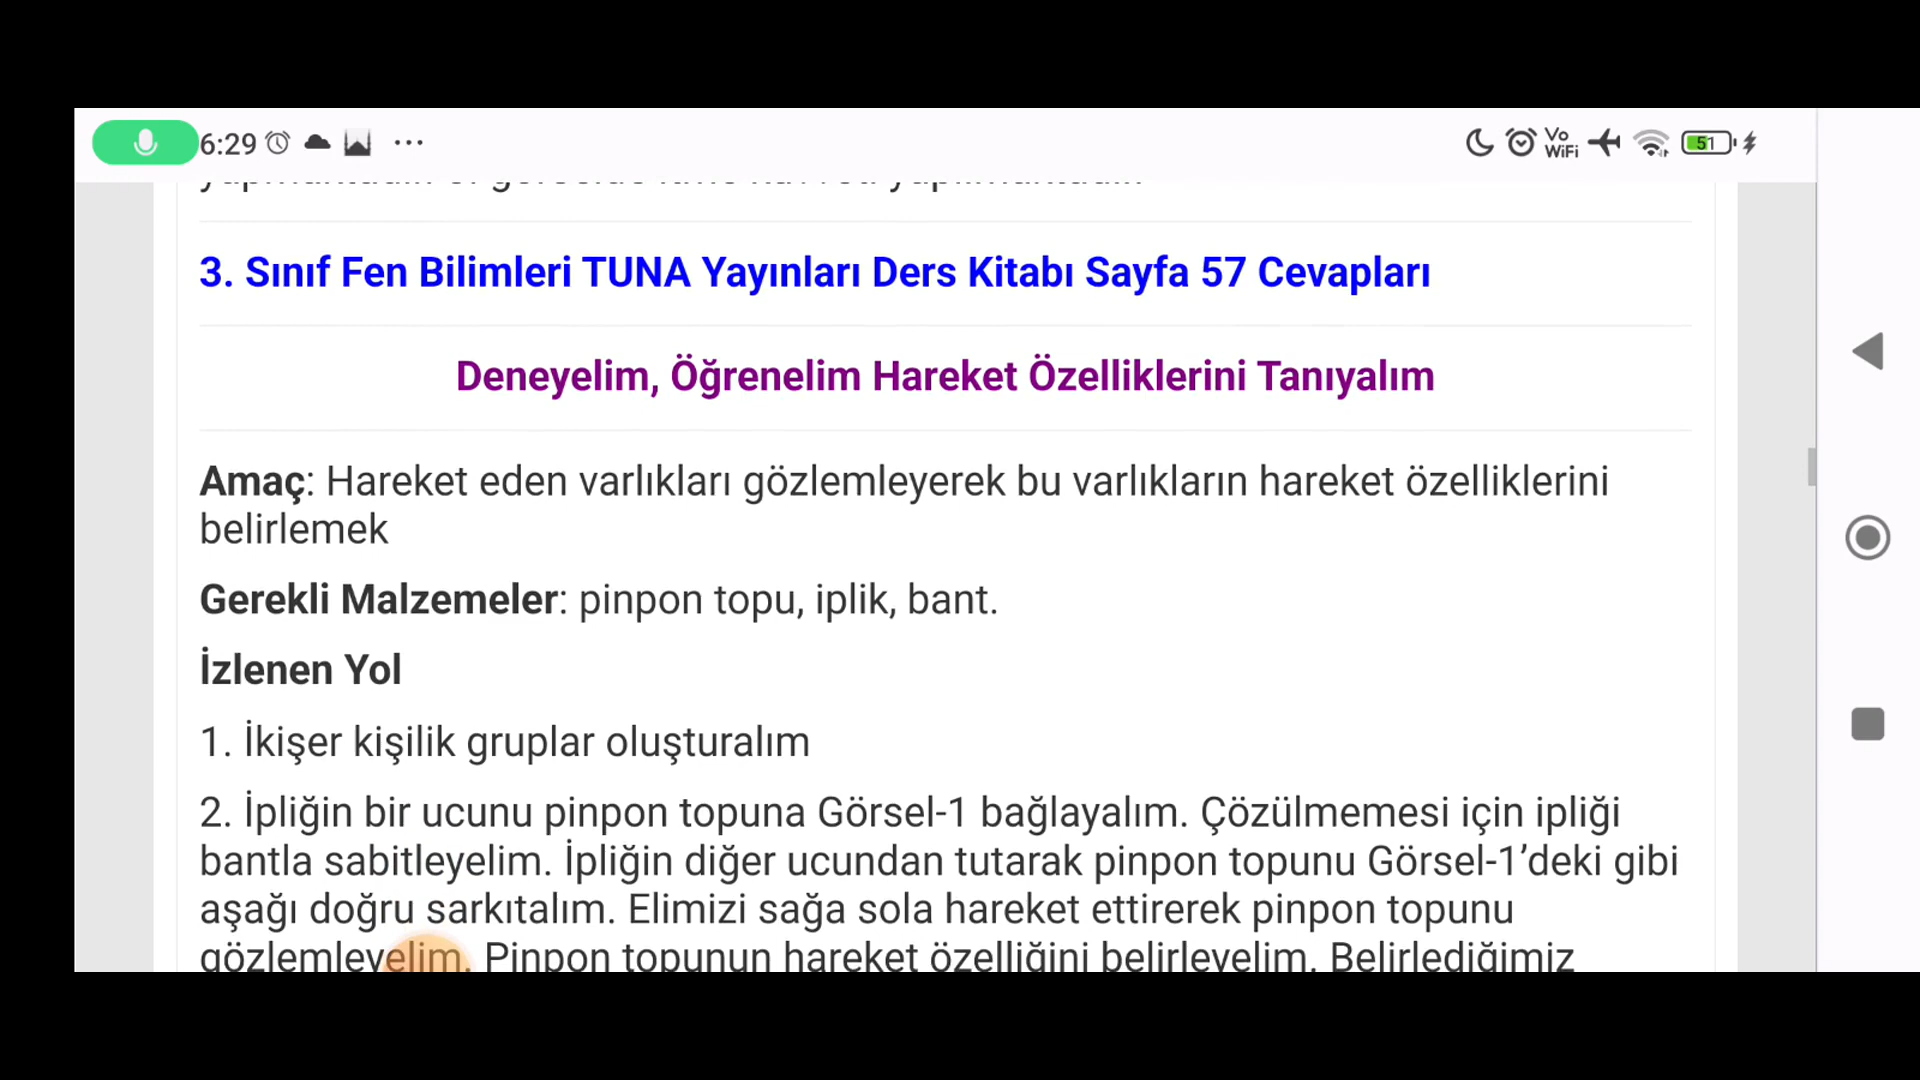 6:29
Vo
WiFi
51
3. Sınıf Fen Bilimleri TUNA Yayınları Ders Kitabı Sayfa 57 Cevapları
Deneyelim, Öğrenelim Hareket Özelliklerini Tanıyalım
Amaç: Hareket eden varlıkları gözlemleyerek bu varlıkların hareket özelliklerini
belirlemek
Gerekli Malzemeler: pinpon topu, iplik, bant.
İzlenen Yol
1. İkişer kişilik gruplar oluşturalım
2. İpliğin bir ucunu pinpon topuna Görsel-1 bağlayalım. Çözülmemesi için ipliği
bantla sabitleyelim. İpliğin diğer ucundan tutarak pinpon topunu Görsel-1’deki gibi
aşağı doğru sarkıtalım. Elimizi sağa sola hareket ettirerek pinpon topunu
gözlemleyelim. Pinpon topunun hareket özelliğini belirleyelim. Belirlediğimiz